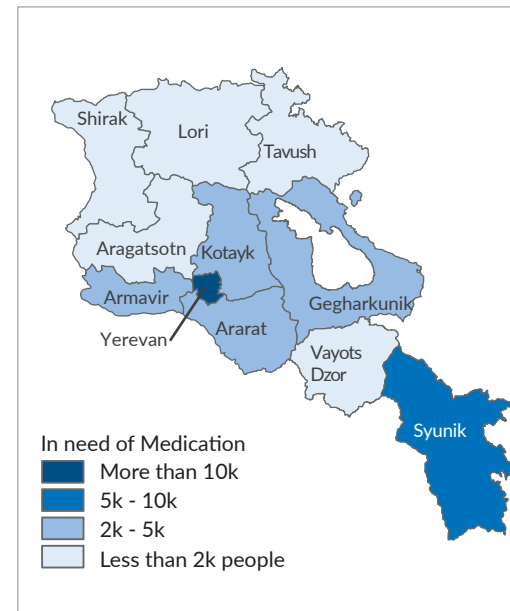 Shirak
Lori
Tavush
Aragatsotn
Kotayk
Armavir
Gegharkunik
Ararat
Yerevan
Vayots
Dzor
Syunik
In need of Medication
More than 10k
5k - 10k
2k - 5k
Less than 2k people